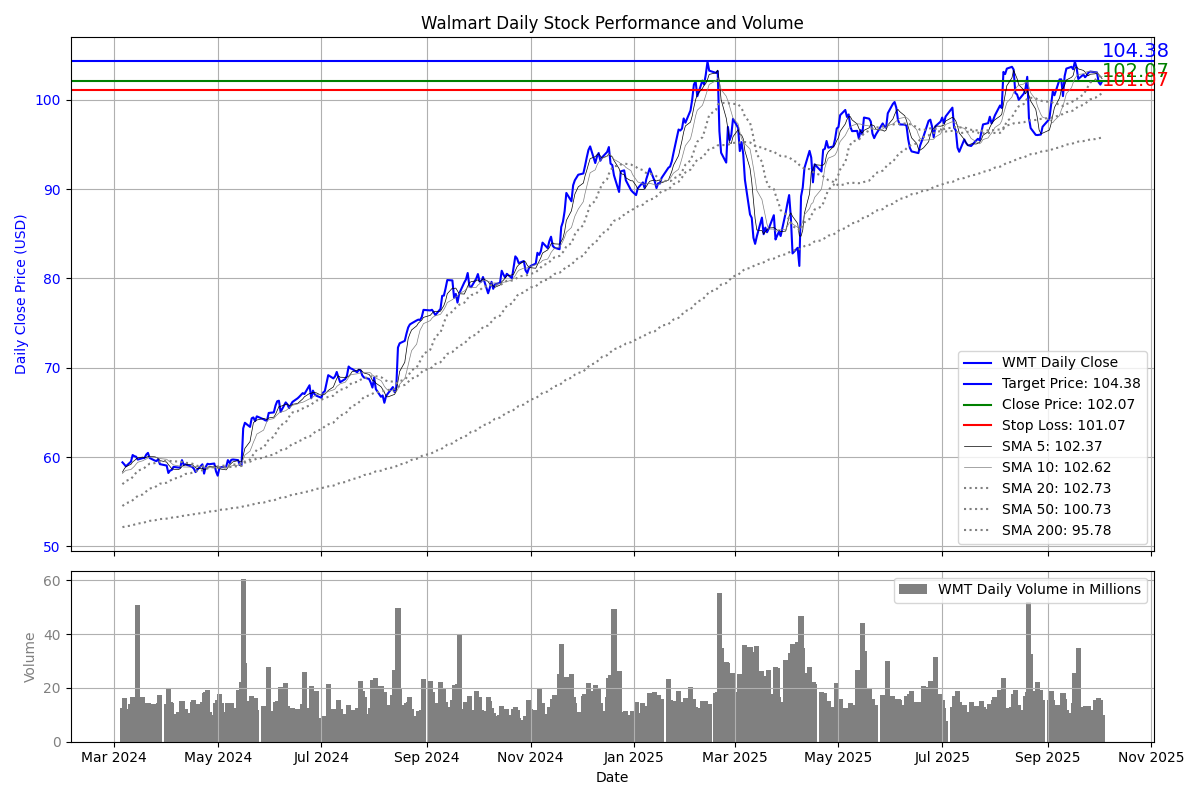 Walmart Daily Stock Performance and Volume
104.38
102.07
101.07
100
90
80
70
60
50
Daily Close Price (USD)
WMT Daily Close
Target Price: 104.38
Close Price: 102.07
Stop Loss: 101.07
SMA 5: 102.37
SMA 10: 102.62
SMA 20: 102.73
SMA 50: 100.73
SMA 200: 95.78
60
40
20
0
Volume
WMT Daily Volume in Millions
Mar 2024 May 2024 Jul 2024 Sep 2024 Nov 2024 Jan 2025 Mar 2025 May 2025 Jul 2025 Sep 2025 Nov 2025
Date